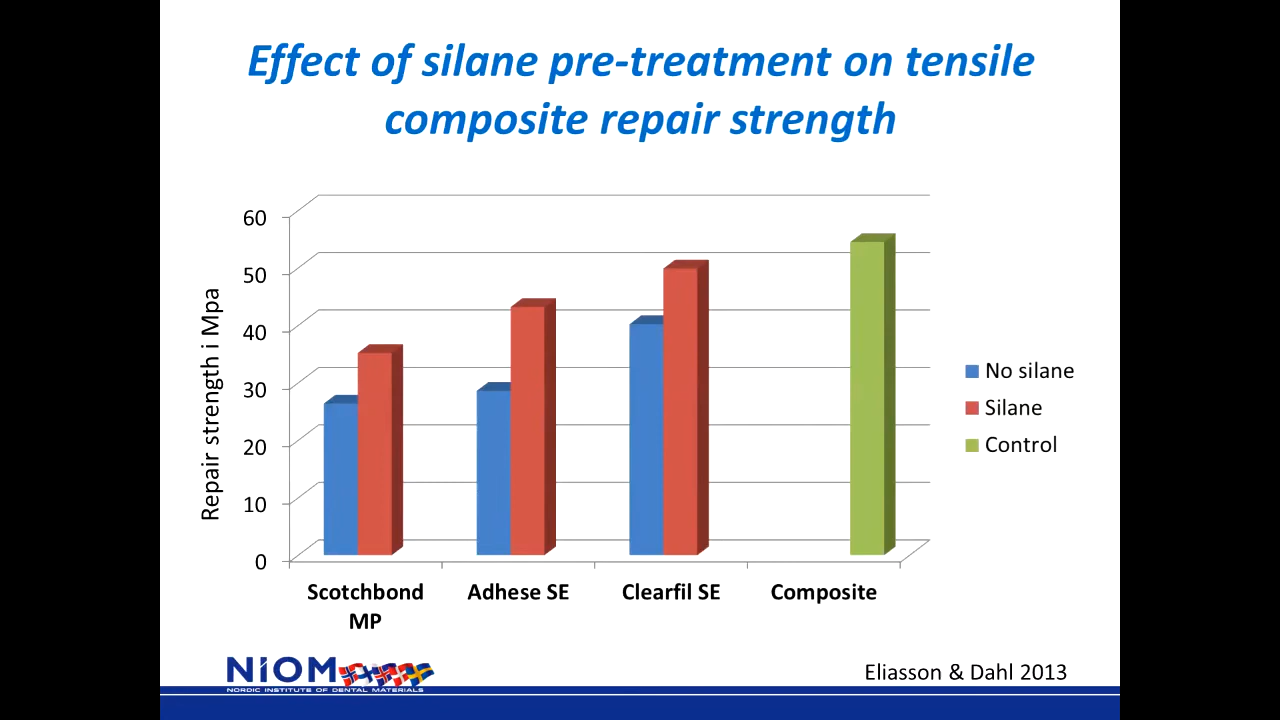 Effect of silane pre-treatment on tensile
composite repair strength
60
50
40
30
20
10
0
Repair strength i Mpa
No silane
Silane
Control
Scotchbond
MP
Adhese SE
Clearfil SE
Composite
NIOM
NORDIC INSTITUTE OF DENTAL MATERIALS
Eliasson & Dahl 2013